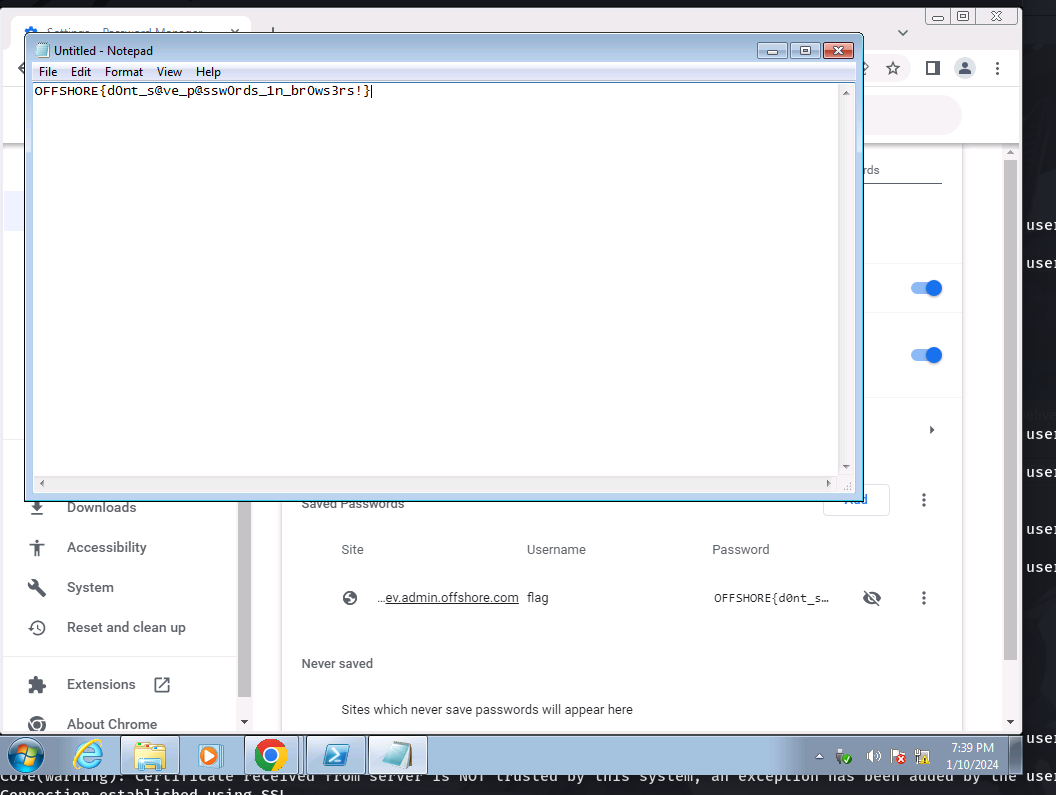 Settings - Password Manager
Untitled - Notepad
File Edit Format View Help
OFFSHORE{d0nt_s@ve_p@ssw0rds_1n_br0ws3rs!}
rds
user
user
user
user
user
user
Saved Passwords
Add
Site Username Password
...ev.admin.offshore.com flag OFFSHORE{d0nt_s...
Never saved
Sites which never save passwords will appear here
Downloads
Accessibility
System
Reset and clean up
Extensions
About Chrome
user
7:39 PM
1/10/2024
Core(warning): Certificate received from server is NOT trusted by this system, an exception has been added by the user
Connection established using SSL